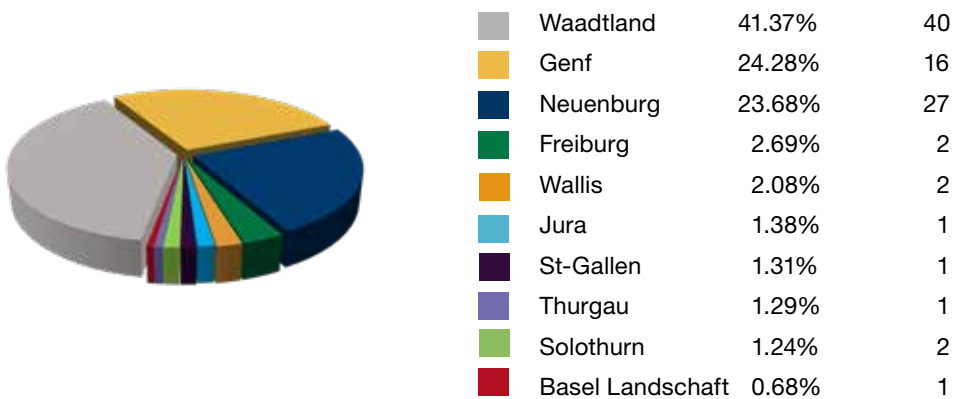 Waadtland 41.37% 40
Genf 24.28% 16
Neuenburg 23.68% 27
Freiburg 2.69% 2
Wallis 2.08% 2
Jura 1.38% 1
St-Gallen 1.31% 1
Thurgau 1.29% 1
Solothurn 1.24% 2
Basel Landschaft 0.68% 1